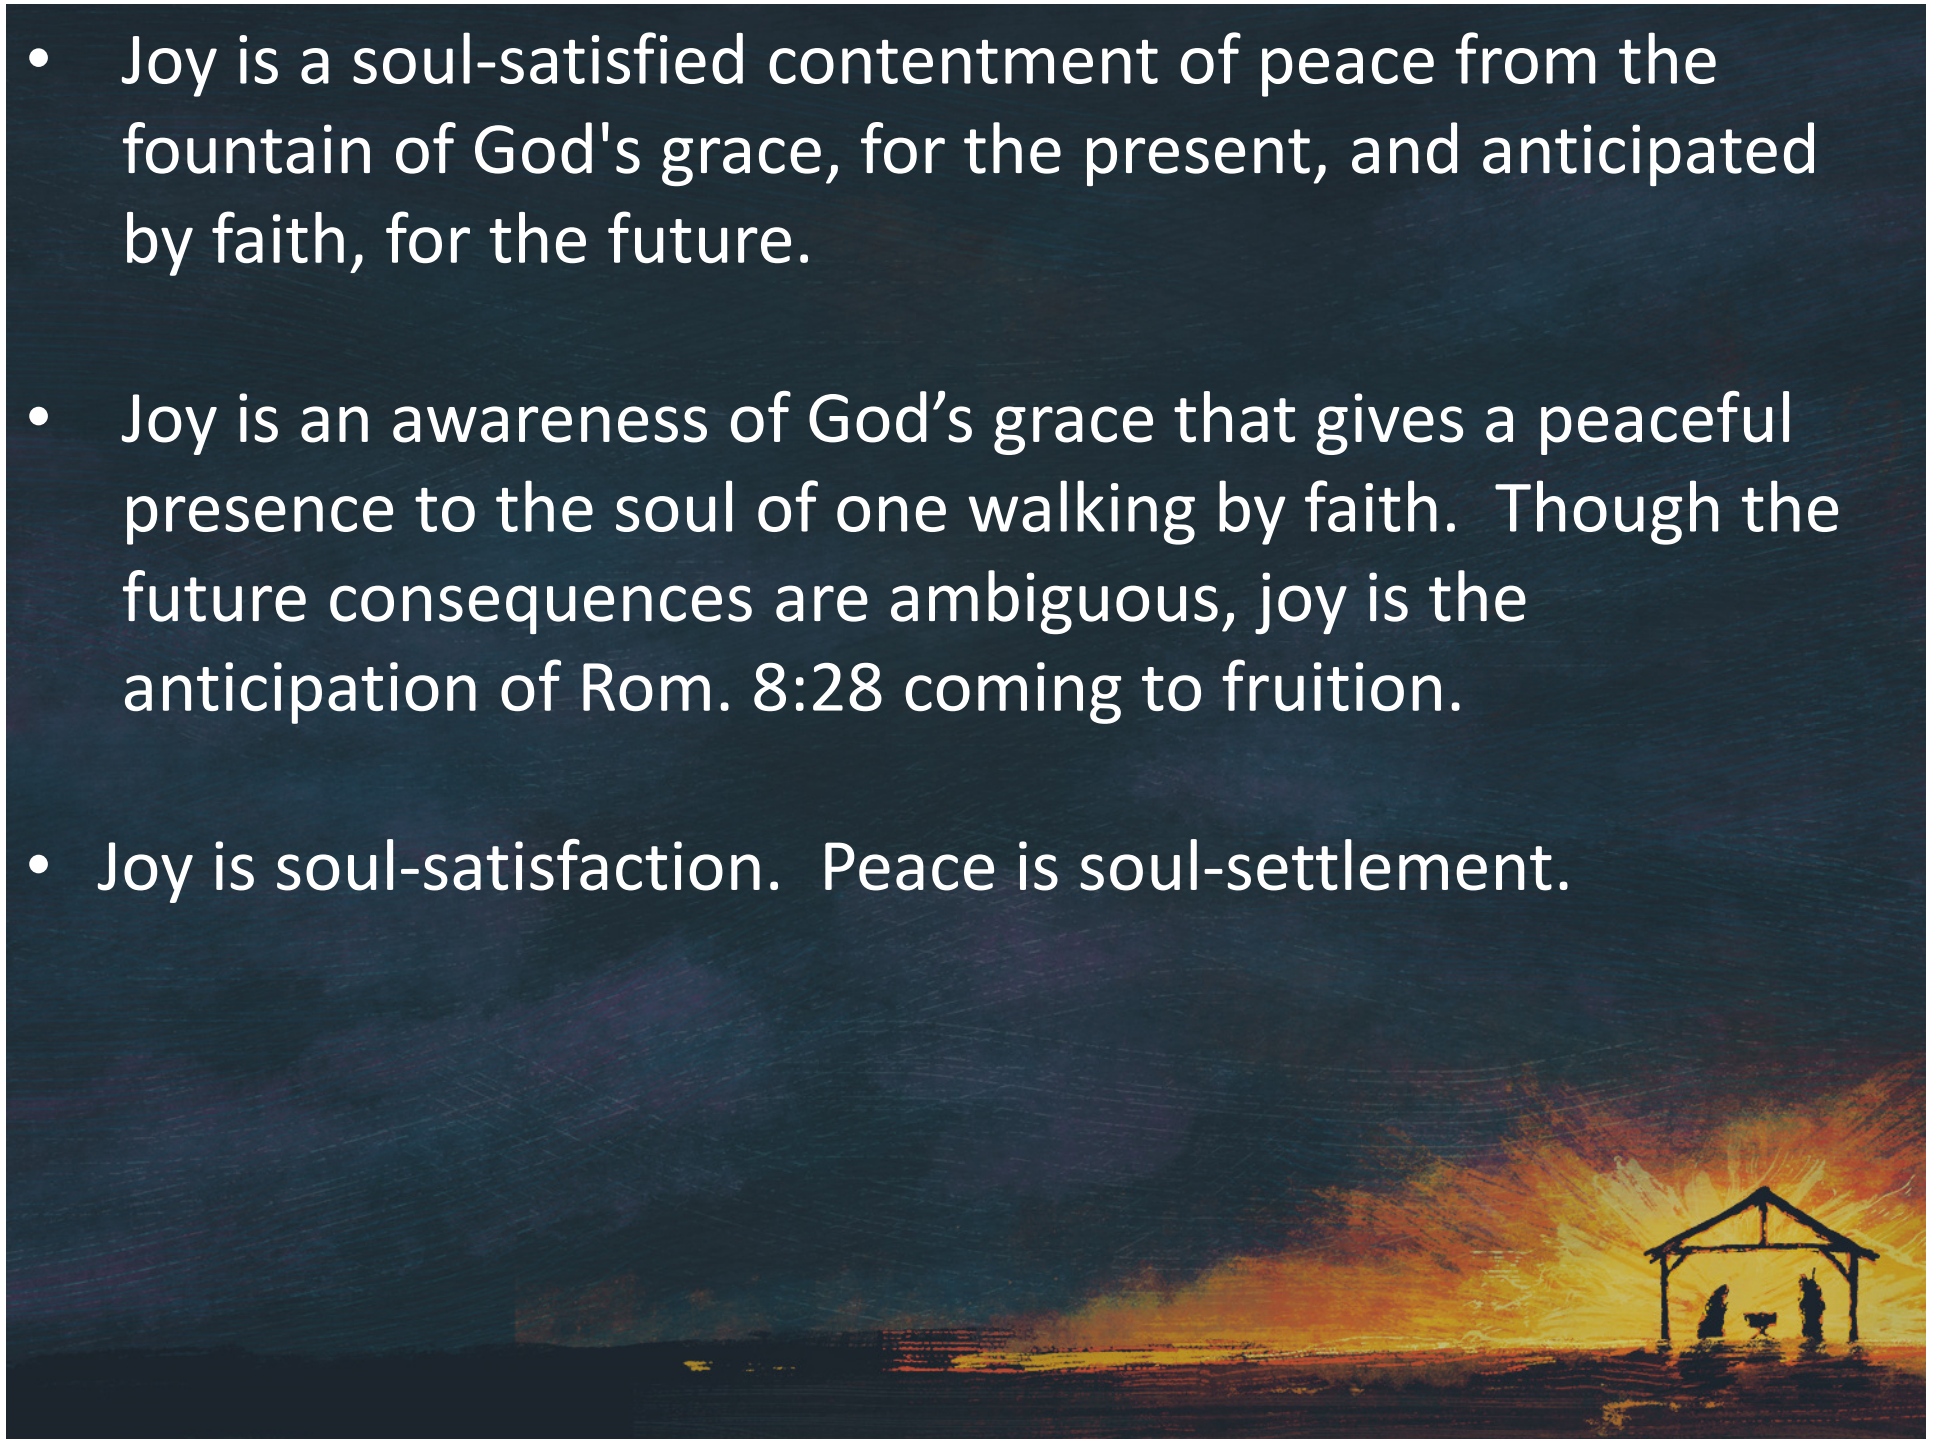 • Joy is a soul-satisfied contentment of peace from the
fountain of God's grace, for the present, and anticipated
by faith, for the future.
• Joy is an awareness of God’s grace that gives a peaceful
presence to the soul of one walking by faith.  Though the
future consequences are ambiguous, joy is the
anticipation of Rom. 8:28 coming to fruition.
• Joy is soul-satisfaction.  Peace is soul-settlement.